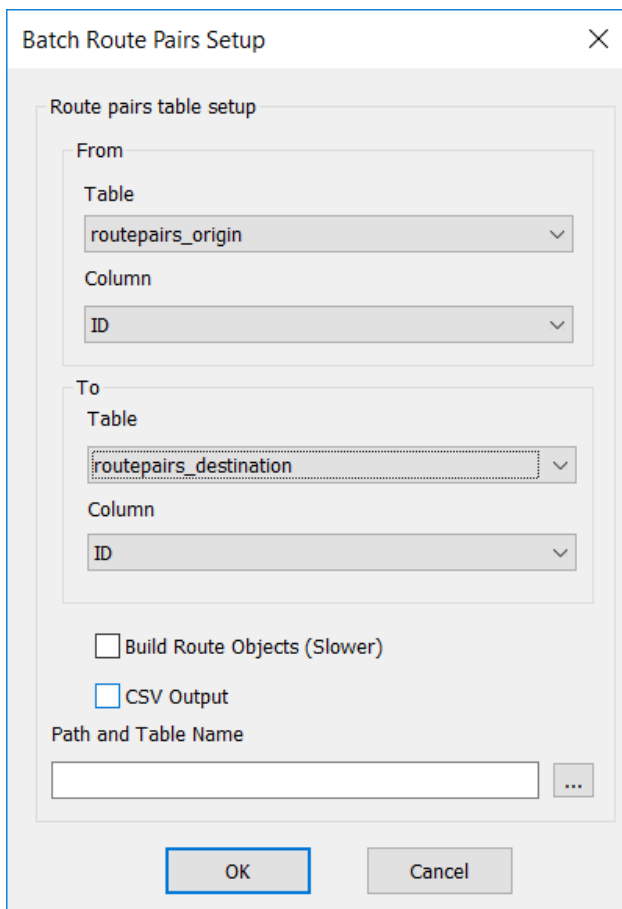 Batch Route Pairs Setup
Route pairs table setup
From
Table
routepairs_origin
Column
ID
To
Table
routepairs_destination
Column
ID
Build Route Objects (Slower)
CSV Output
Path and Table Name
...
OK Cancel